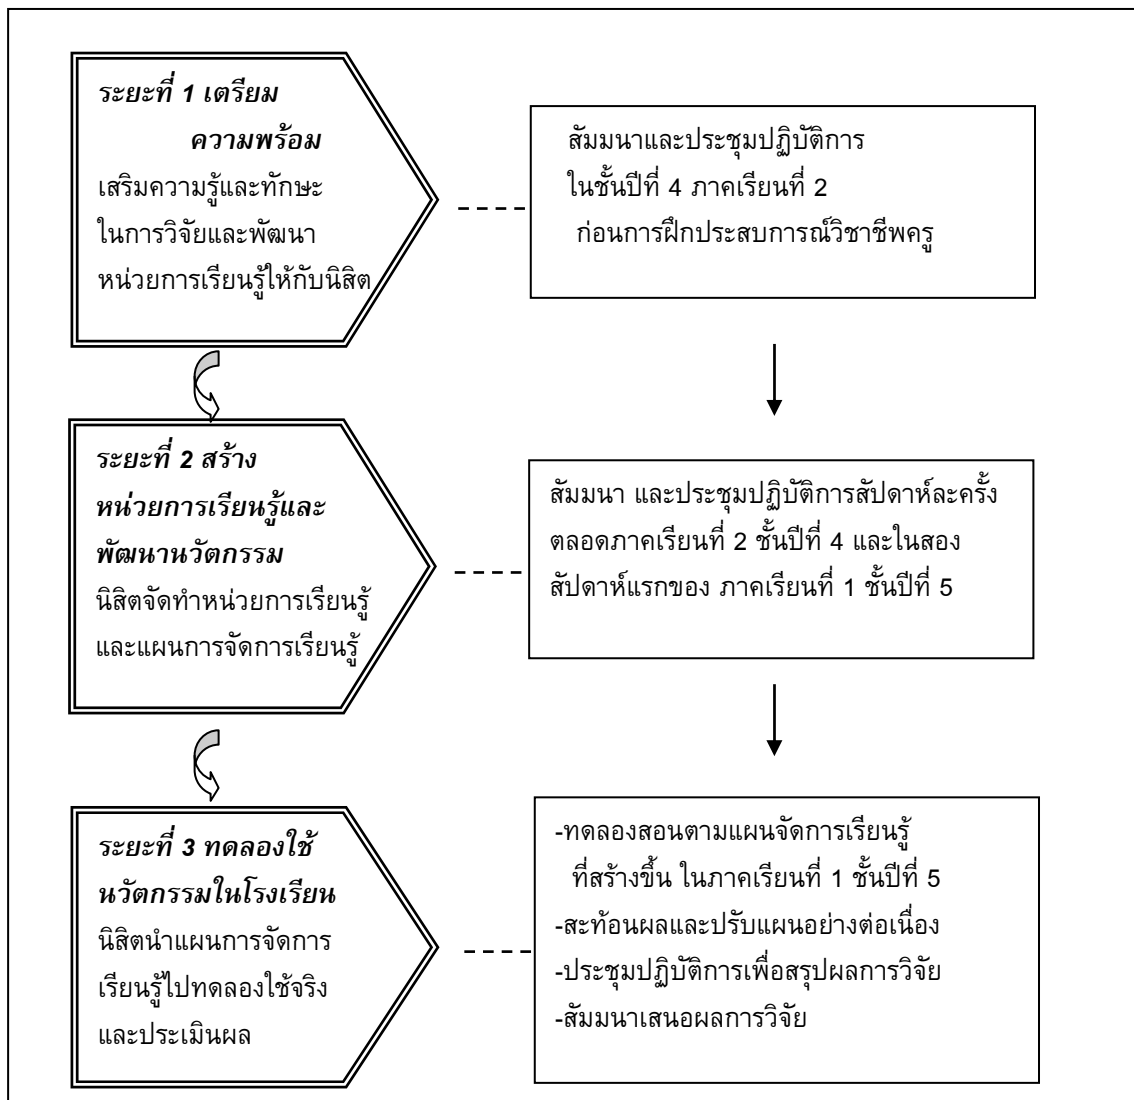 ระยะที่ 1 เตรียม
ความพร้อม
เสริมความรู้และทักษะ
ในการวิจัยและพัฒนา
หน่วยการเรียนรู้ให้กับนิสิต
สัมมนาและประชุมปฏิบัติการ
ในชั้นปีที่ 4 ภาคเรียนที่ 2
ก่อนการฝึกประสบการณ์วิชาชีพครู
ระยะที่ 2 สร้าง
หน่วยการเรียนรู้และ
พัฒนานวัตกรรม
นิสิตจัดทำหน่วยการเรียนรู้
และแผนการจัดการเรียนรู้
สัมมนา และประชุมปฏิบัติการสัปดาห์ละครั้ง
ตลอดภาคเรียนที่ 2 ชั้นปีที่ 4 และในสอง
สัปดาห์แรกของ ภาคเรียนที่ 1 ชั้นปีที่ 5
ระยะที่ 3 ทดลองใช้
นวัตกรรมในโรงเรียน
นิสิตนำแผนการจัดการ
เรียนรู้ไปทดลองใช้จริง
และประเมินผล
-ทดลองสอนตามแผนจัดการเรียนรู้
ที่สร้างขึ้น ในภาคเรียนที่ 1 ชั้นปีที่ 5
-สะท้อนผลและปรับแผนอย่างต่อเนื่อง
-ประชุมปฏิบัติการเพื่อสรุปผลการวิจัย
-สัมมนาเสนอผลการวิจัย